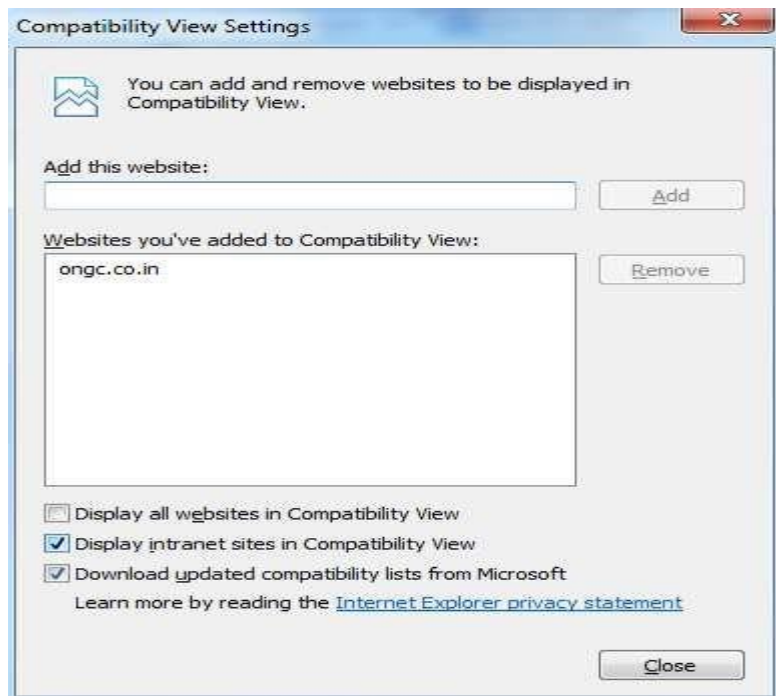 Compatibility View Settings
You can add and remove websites to be displayed in
Compatibility View.
Add this website:
Add
Websites you've added to Compatibility View:
ongc.co.in
Remove
Display all websites in Compatibility View
Display intranet sites in Compatibility View
Download updated compatibility lists from Microsoft
Learn more by reading the Internet Explorer privacy statement
Close